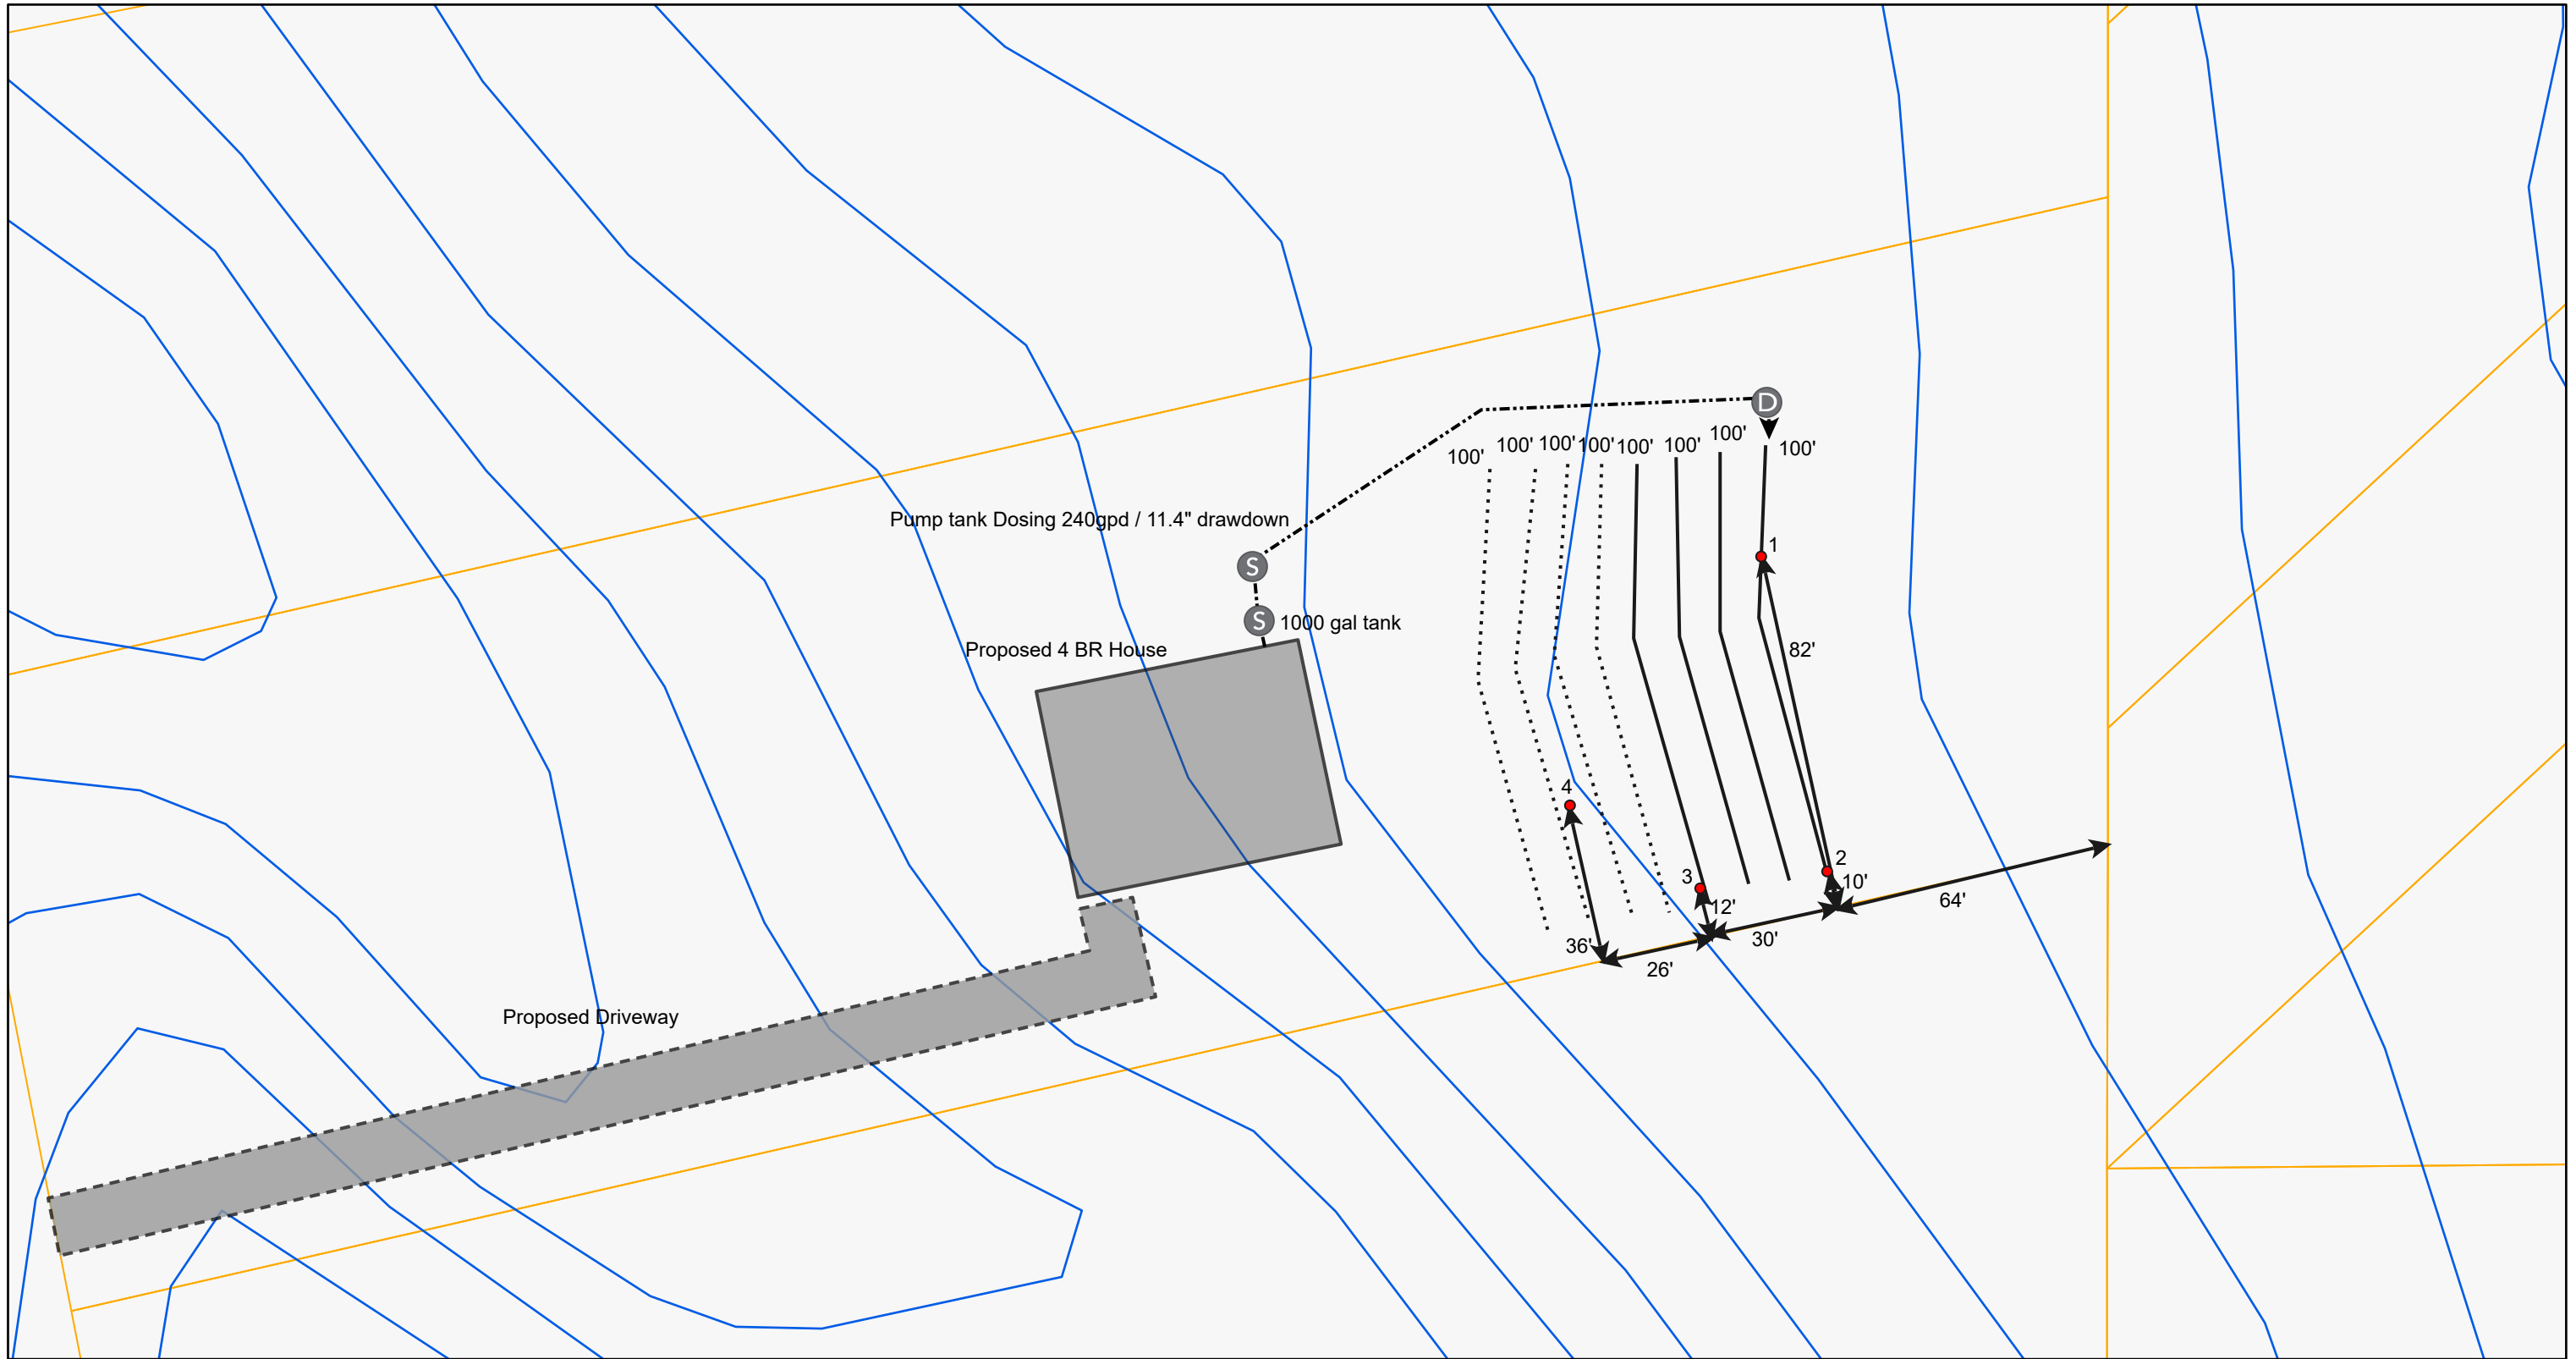 D
100'
100'
100'
100'
100'
100'
100'
100'
Pump tank Dosing 240gpd / 11.4" drawdown
1
S
S
1000 gal tank
Proposed 4 BR House
82'
4
2
3
10'
12'
64'
30'
36'
26'
Proposed Driveway